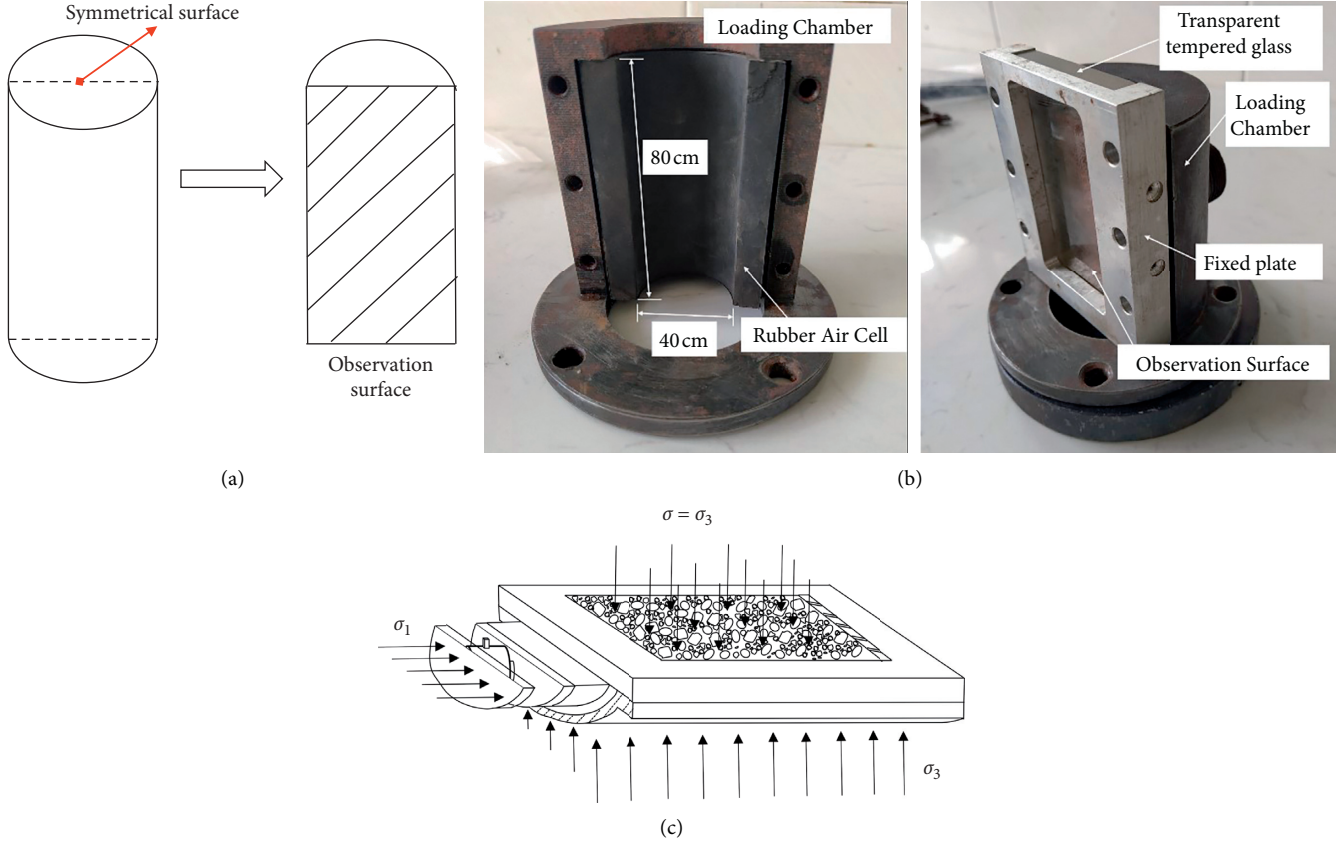 Symmetrical surface
Observation
surface
(a)
Loading Chamber
80 cm
40 cm
Rubber Air Cell
Transparent
tempered glass
Loading
Chamber
Fixed plate
Observation Surface
(b)
σ = σ3
σ1
σ3
(c)